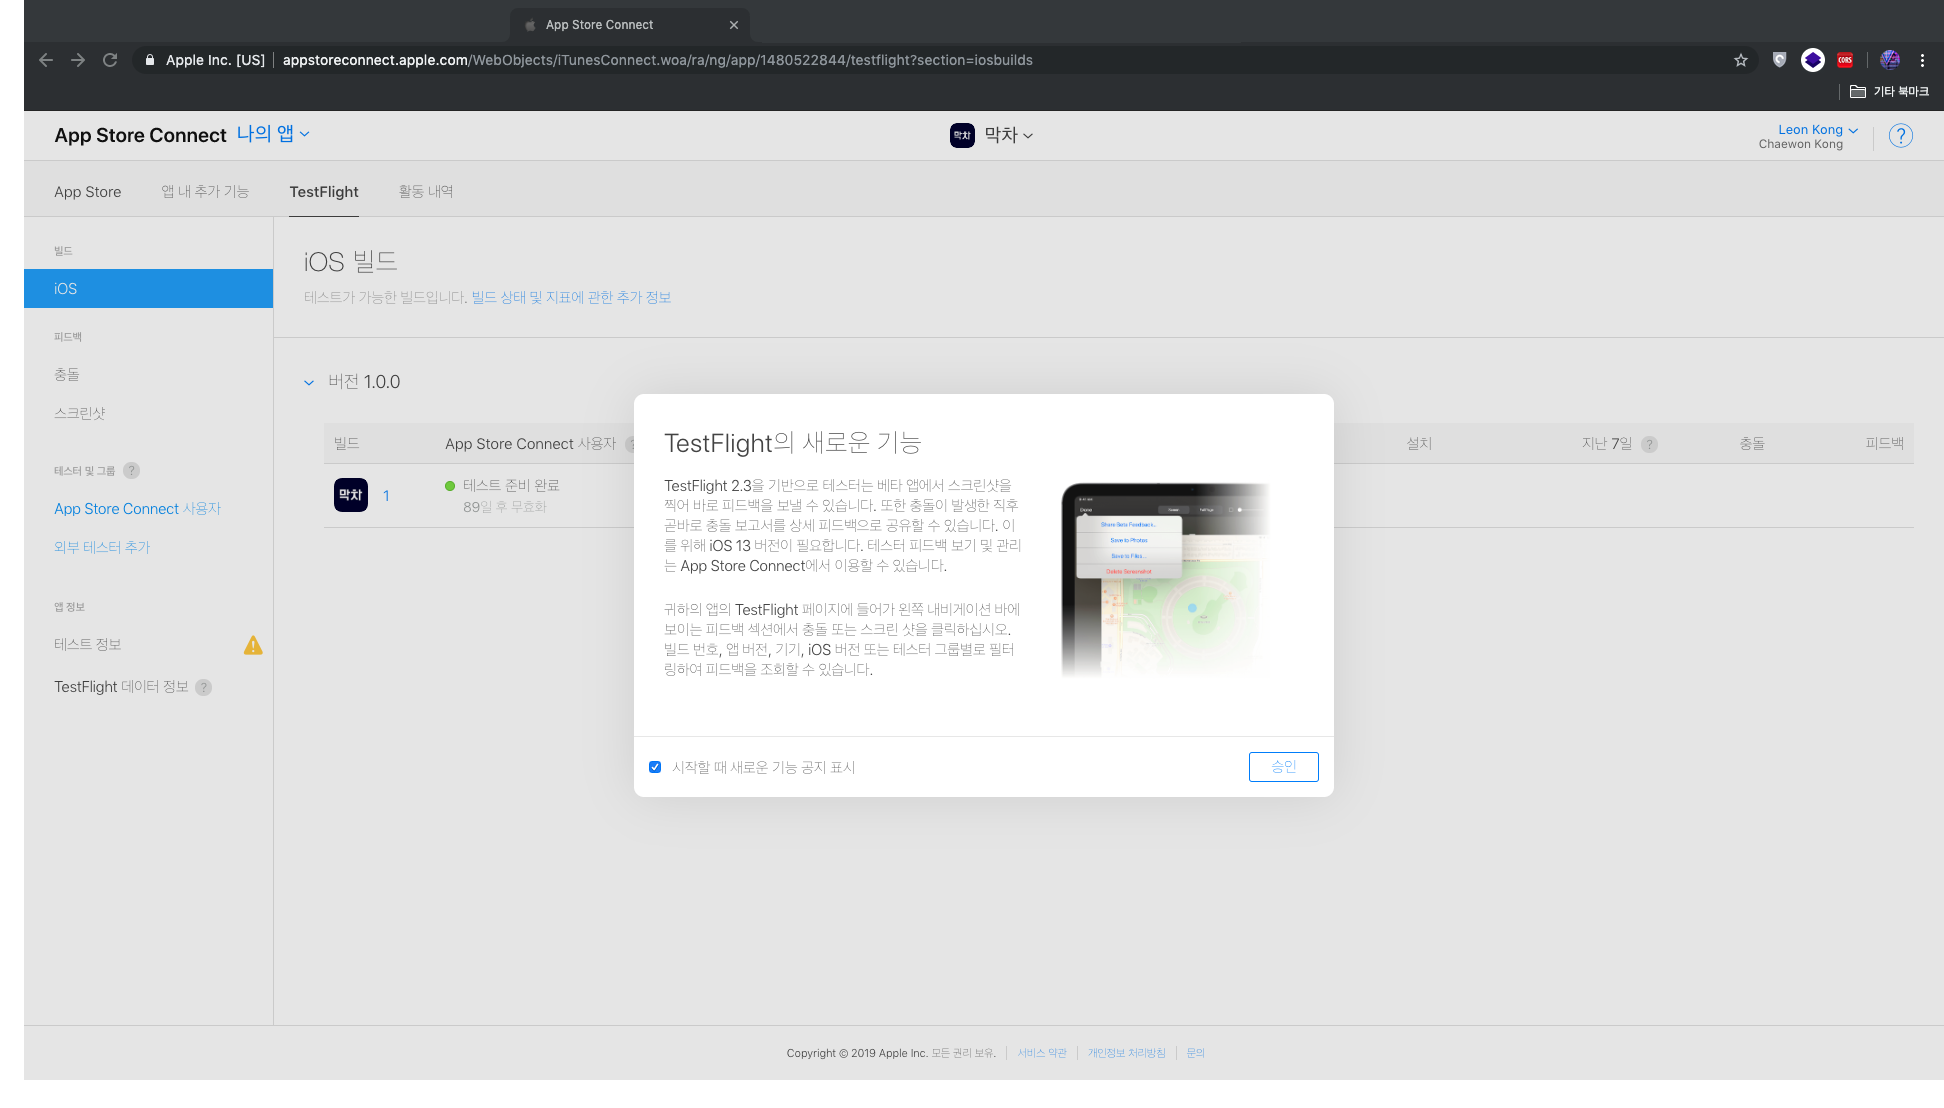 App Store Connect
Apple Inc. [US] appstoreconnect.apple.com/WebObjects/iTunesConnect.woa/ra/ng/app/1480522844/testflight?section=iosbuilds
CORS
기타 북마크
App Store Connect 나의 앱
막차 막차
Leon Kong
Chaewon Kong
?
App Store 앱 내 추가 기능 TestFlight 활동 내역
빌드
iOS
피드백
충돌
스크린샷
테스터 및 그룹 ?
App Store Connect 사용자
외부 테스터 추가
앱 정보
테스트 정보
TestFlight 데이터 정보 ?
iOS 빌드
테스트가 가능한 빌드입니다. 빌드 상태 및 지표에 관한 추가 정보
버전 1.0.0
빌드 App Store Connect 사용자 ? 설치 지난 7일 ? 충돌 피드백
막차 1 테스트 준비 완료
89일 후 무효화
TestFlight의 새로운 기능
TestFlight 2.3을 기반으로 테스터는 베타 앱에서 스크린샷을
찍어 바로 피드백을 보낼 수 있습니다. 또한 충돌이 발생한 직후
곧바로 충돌 보고서를 상세 피드백으로 공유할 수 있습니다. 이
를 위해 iOS 13 버전이 필요합니다. 테스터 피드백 보기 및 관리
는 App Store Connect에서 이용할 수 있습니다.
귀하의 앱의 TestFlight 페이지에 들어가 왼쪽 내비게이션 바에
보이는 피드백 섹션에서 충돌 또는 스크린 샷을 클릭하십시오.
빌드 번호, 앱 버전, 기기, iOS 버전 또는 테스터 그룹별로 필터
링하여 피드백을 조회할 수 있습니다.
Done
Share Beta Feedback...
Save to Photos
Save to Files...
Delete Screenshot
시작할 때 새로운 기능 공지 표시
승인
Copyright © 2019 Apple Inc. 모든 권리 보유. 서비스 약관 개인정보 처리방침 문의